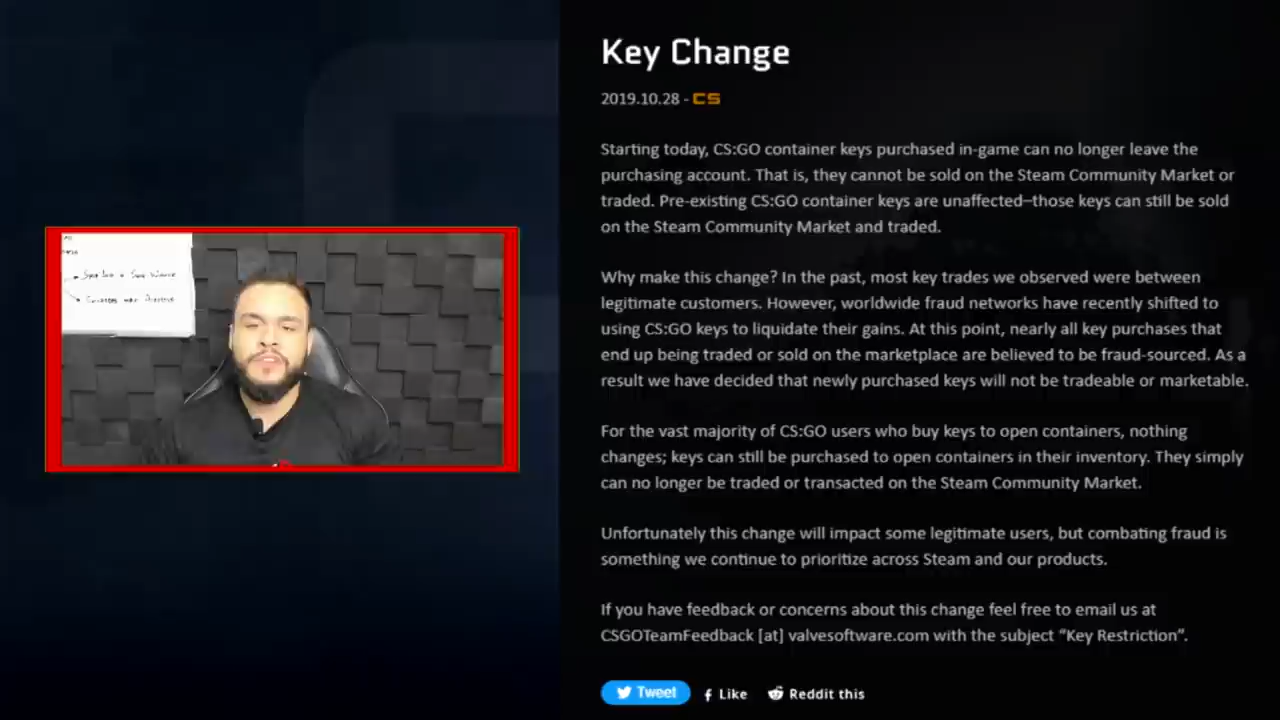 Key Change
2019.10.28 - CS
Starting today, CS:GO container keys purchased in-game can no longer leave the
purchasing account. That is, they cannot be sold on the Steam Community Market or
traded. Pre-existing CS:GO container keys are unaffected–those keys can still be sold
on the Steam Community Market and traded.
Why make this change? In the past, most key trades we observed were between
legitimate customers. However, worldwide fraud networks have recently shifted to
using CS:GO keys to liquidate their gains. At this point, nearly all key purchases that
end up being traded or sold on the marketplace are believed to be fraud-sourced. As a
result we have decided that newly purchased keys will not be tradeable or marketable.
For the vast majority of CS:GO users who buy keys to open containers, nothing
changes; keys can still be purchased to open containers in their inventory. They simply
can no longer be traded or transacted on the Steam Community Market.
Unfortunately this change will impact some legitimate users, but combating fraud is
something we continue to prioritize across Steam and our products.
If you have feedback or concerns about this change feel free to email us at
CSGOTeamFeedback [at] valvesoftware.com with the subject “Key Restriction”.
Tweet Like Reddit this